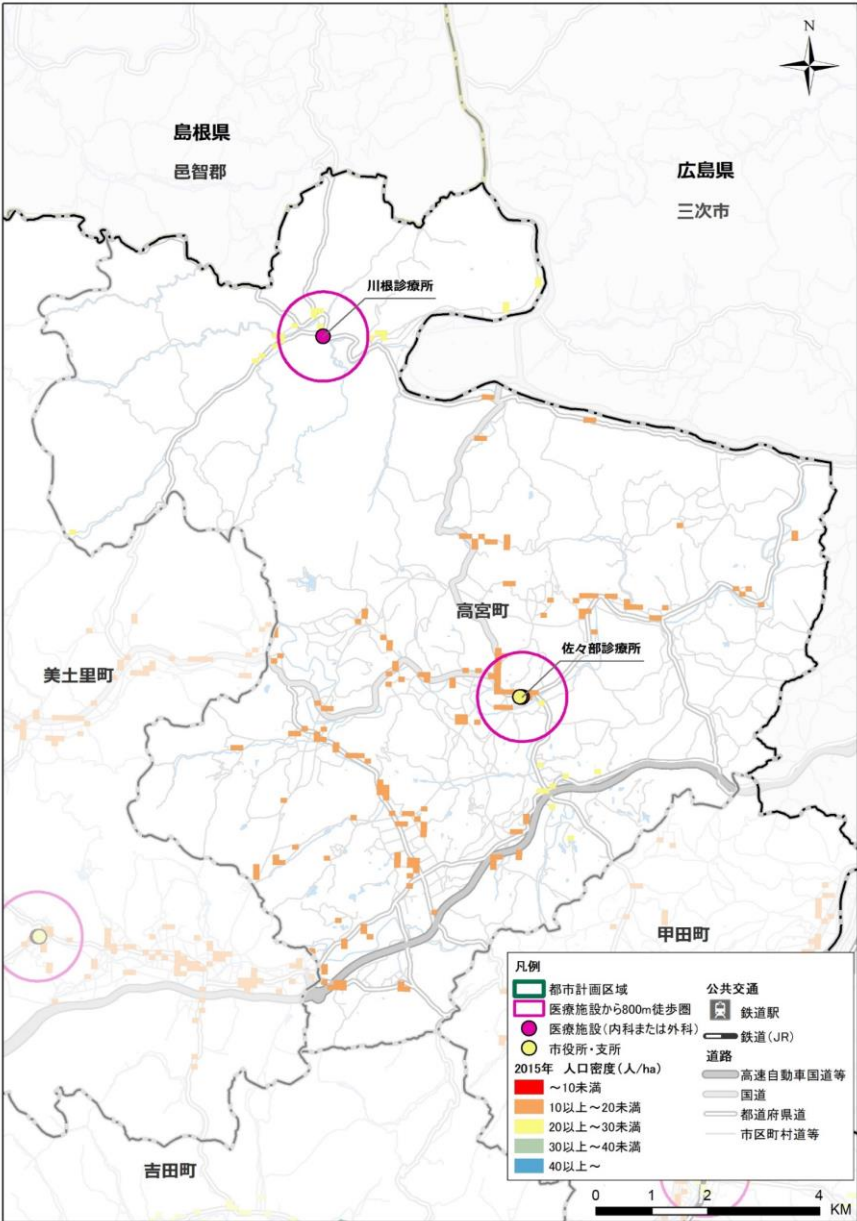 N
島根県
邑智郡
広島県
三次市
川根診療所
高宮町
佐々部診療所
美土里町
甲田町
吉田町
凡例
都市計画区域
医療施設から800m徒歩圏
医療施設(内科または外科)
市役所・支所
2015年 人口密度(人/ha)
～10未満
10以上～20未満
20以上～30未満
30以上～40未満
40以上～
公共交通
鉄道駅
鉄道(JR)
道路
高速自動車国道等
国道
都道府県道
市区町村道等
0 1 2 4
KM